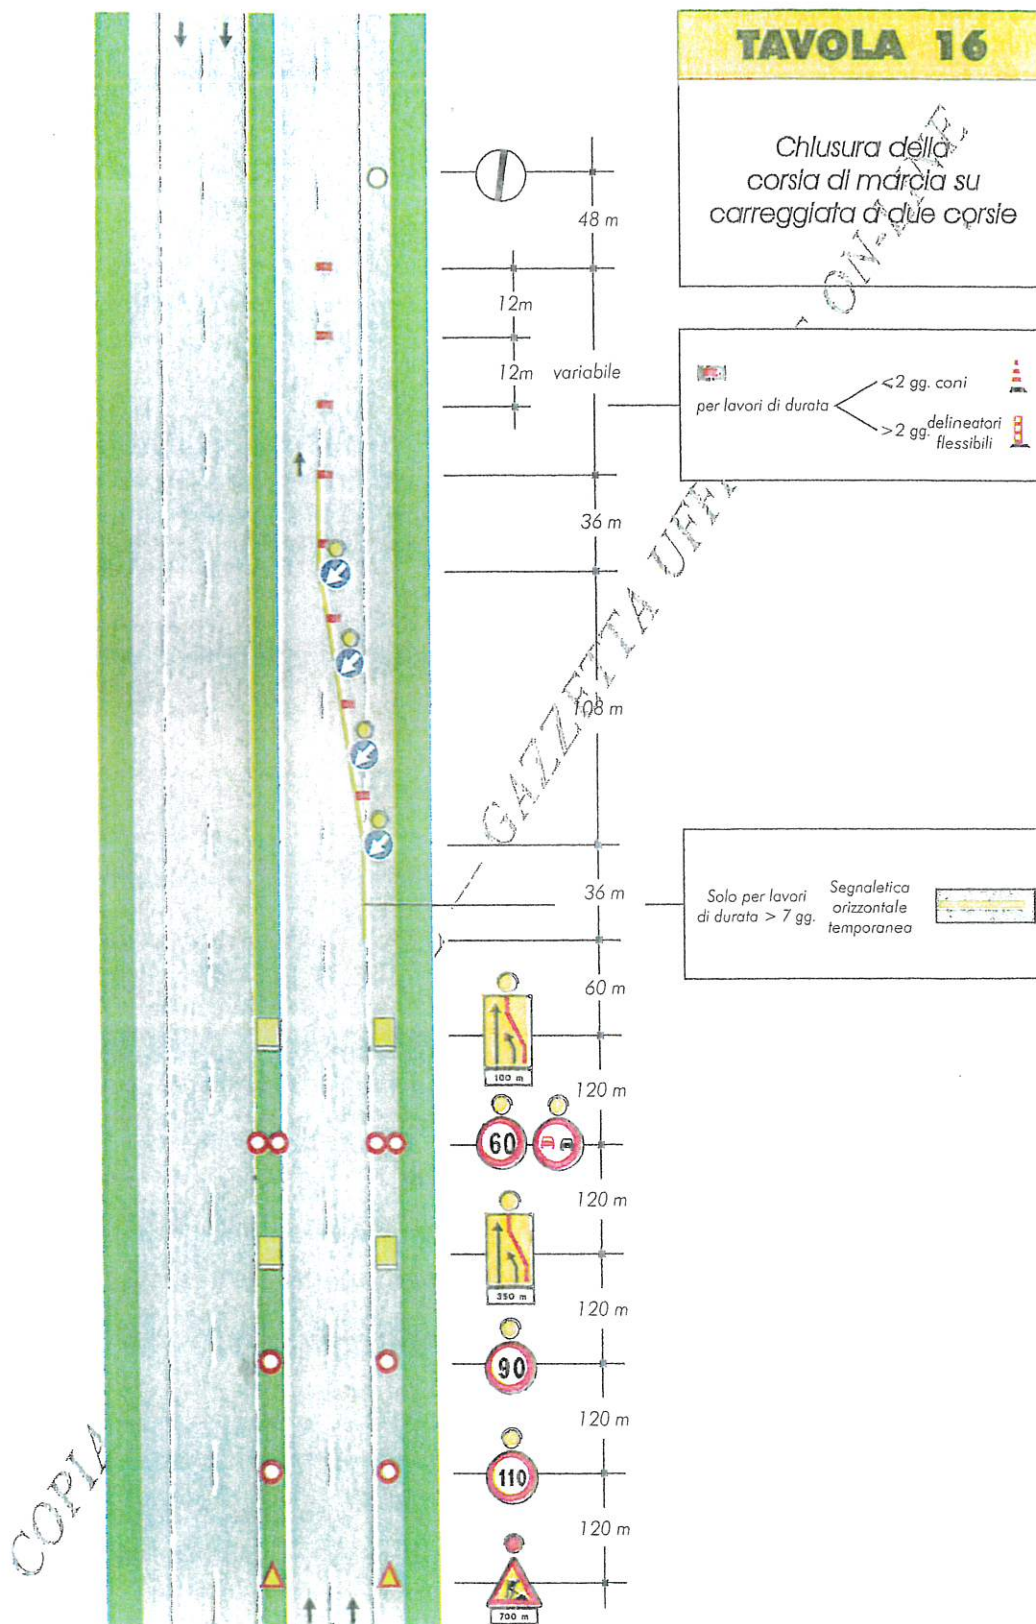 TAVOLA 16
Chiusura della
corsia di marcia su
carreggiata a due corsie
48 m
12m
12m variabile
per lavori di durata
<2 gg. coni
>2 gg. delineatori
flessibili
36 m
108 m
36 m
Solo per lavori
di durata > 7 gg.
Segnaletica
orizzontale
temporanea
60 m
100 m
120 m
60
120 m
350 m
120 m
90
120 m
110
120 m
700 m
COPIA
GAZZETTA
ON-LINE